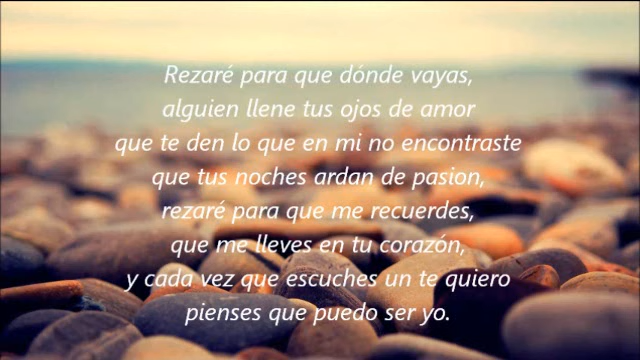 Rezaré para que dónde vayas,
alguien llene tus ojos de amor
que te den lo que en mi no encontraste
que tus noches ardan de pasion,
rezaré para que me recuerdes,
que me lleves en tu corazón,
y cada vez que escuches un te quiero
pienses que puedo ser yo.